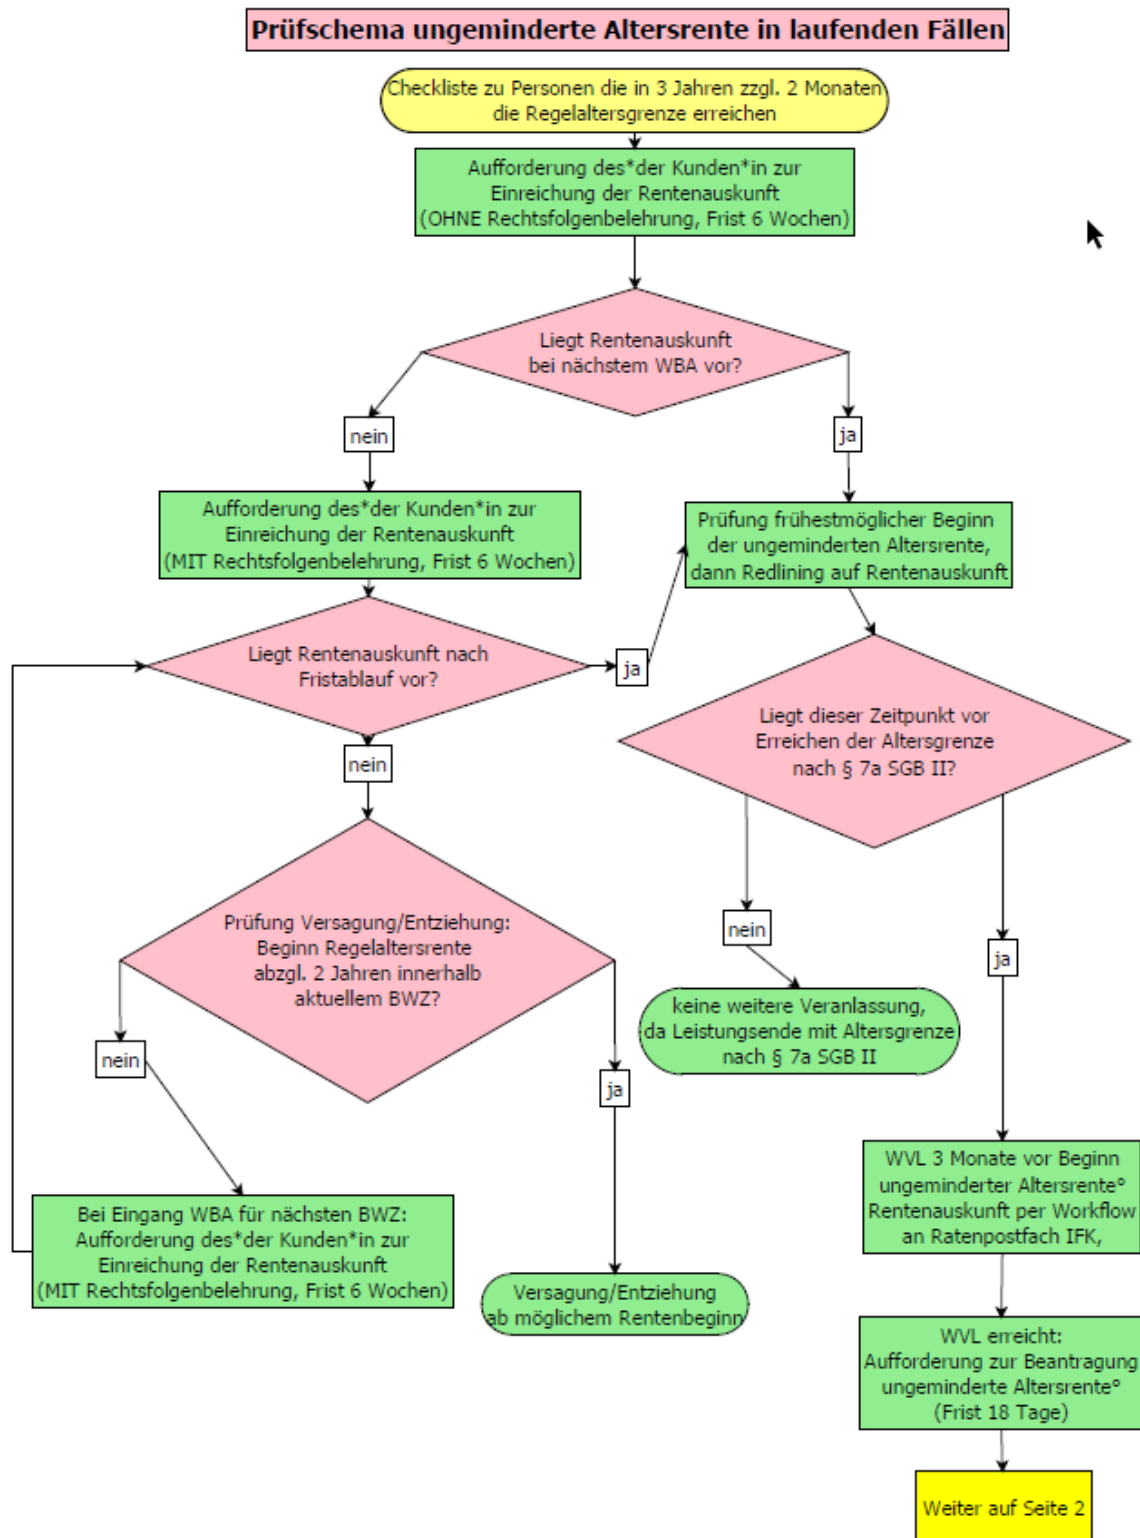 Prüfschema ungeminderte Altersrente in laufenden Fällen
Checkliste zu Personen die in 3 Jahren zzgl. 2 Monaten
die Regelaltersgrenze erreichen
Aufforderung des*der Kunden*in zur
Einreichung der Rentenauskunft
(OHNE Rechtsfolgenbelehrung, Frist 6 Wochen)
Liegt Rentenauskunft
bei nächstem WBA vor?
nein
ja
Aufforderung des*der Kunden*in zur
Einreichung der Rentenauskunft
(MIT Rechtsfolgenbelehrung, Frist 6 Wochen)
Prüfung frühestmöglicher Beginn
der ungeminderten Altersrente,
dann Redlining auf Rentenauskunft
Liegt Rentenauskunft nach
Fristablauf vor?
ja
nein
Liegt dieser Zeitpunkt vor
Erreichen der Altersgrenze
nach § 7a SGB II?
Prüfung Versagung/Entziehung:
Beginn Regelaltersrente
abzgl. 2 Jahren innerhalb
aktuellem BWZ?
nein
ja
keine weitere Veranlassung,
da Leistungsende mit Altersgrenze
nach § 7a SGB II
nein
ja
Bei Eingang WBA für nächsten BWZ:
Aufforderung des*der Kunden*in zur
Einreichung der Rentenauskunft
(MIT Rechtsfolgenbelehrung, Frist 6 Wochen)
Versagung/Entziehung
ab möglichem Rentenbeginn
WVL 3 Monate vor Beginn
ungeminderter Altersrente°
Rentenauskunft per Workflow
an Ratenpostfach IFK,
WVL erreicht:
Aufforderung zur Beantragung
ungeminderte Altersrente°
(Frist 18 Tage)
Weiter auf Seite 2